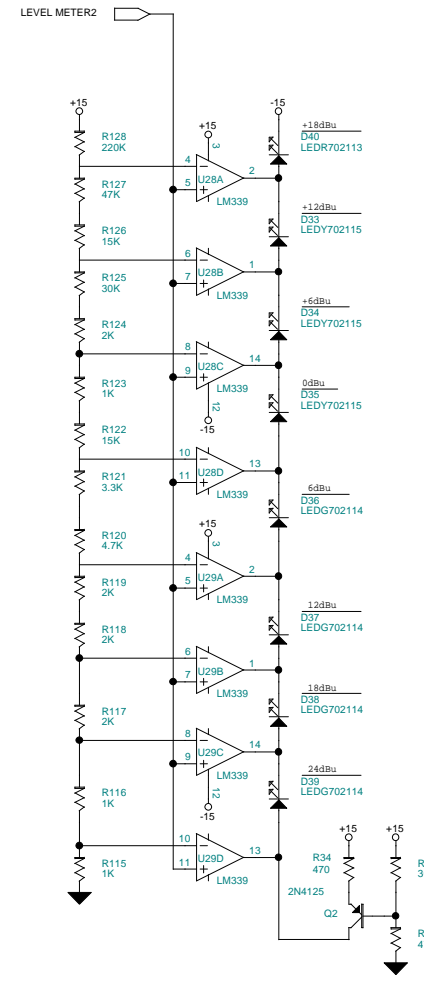 LEVEL METER2
+15
R128
220K
R127
47K
R126
15K
R125
30K
R124
2K
R123
1K
R122
15K
R121
3.3K
R120
4.7K
R119
2K
R118
2K
R117
2K
R116
1K
R115
1K
+15
3
4
5
U28A
2
LM339
6
7
U28B
1
LM339
8
9
U28C
14
LM339
12
-15
10
11
U28D
13
LM339
+15
3
4
5
U29A
2
LM339
6
7
U29B
1
LM339
8
9
U29C
14
LM339
12
-15
10
11
U29D
13
LM339
-15
+18dBu
D40
LEDR702113
+12dBu
D33
LEDY702115
+6dBu
D34
LEDY702115
0dBu
D35
LEDY702115
6dBu
D36
LEDG702114
12dBu
D37
LEDG702114
18dBu
D38
LEDG702114
24dBu
D39
LEDG702114
+15
R34
470
2N4125
Q2
+15
R
3
R
4